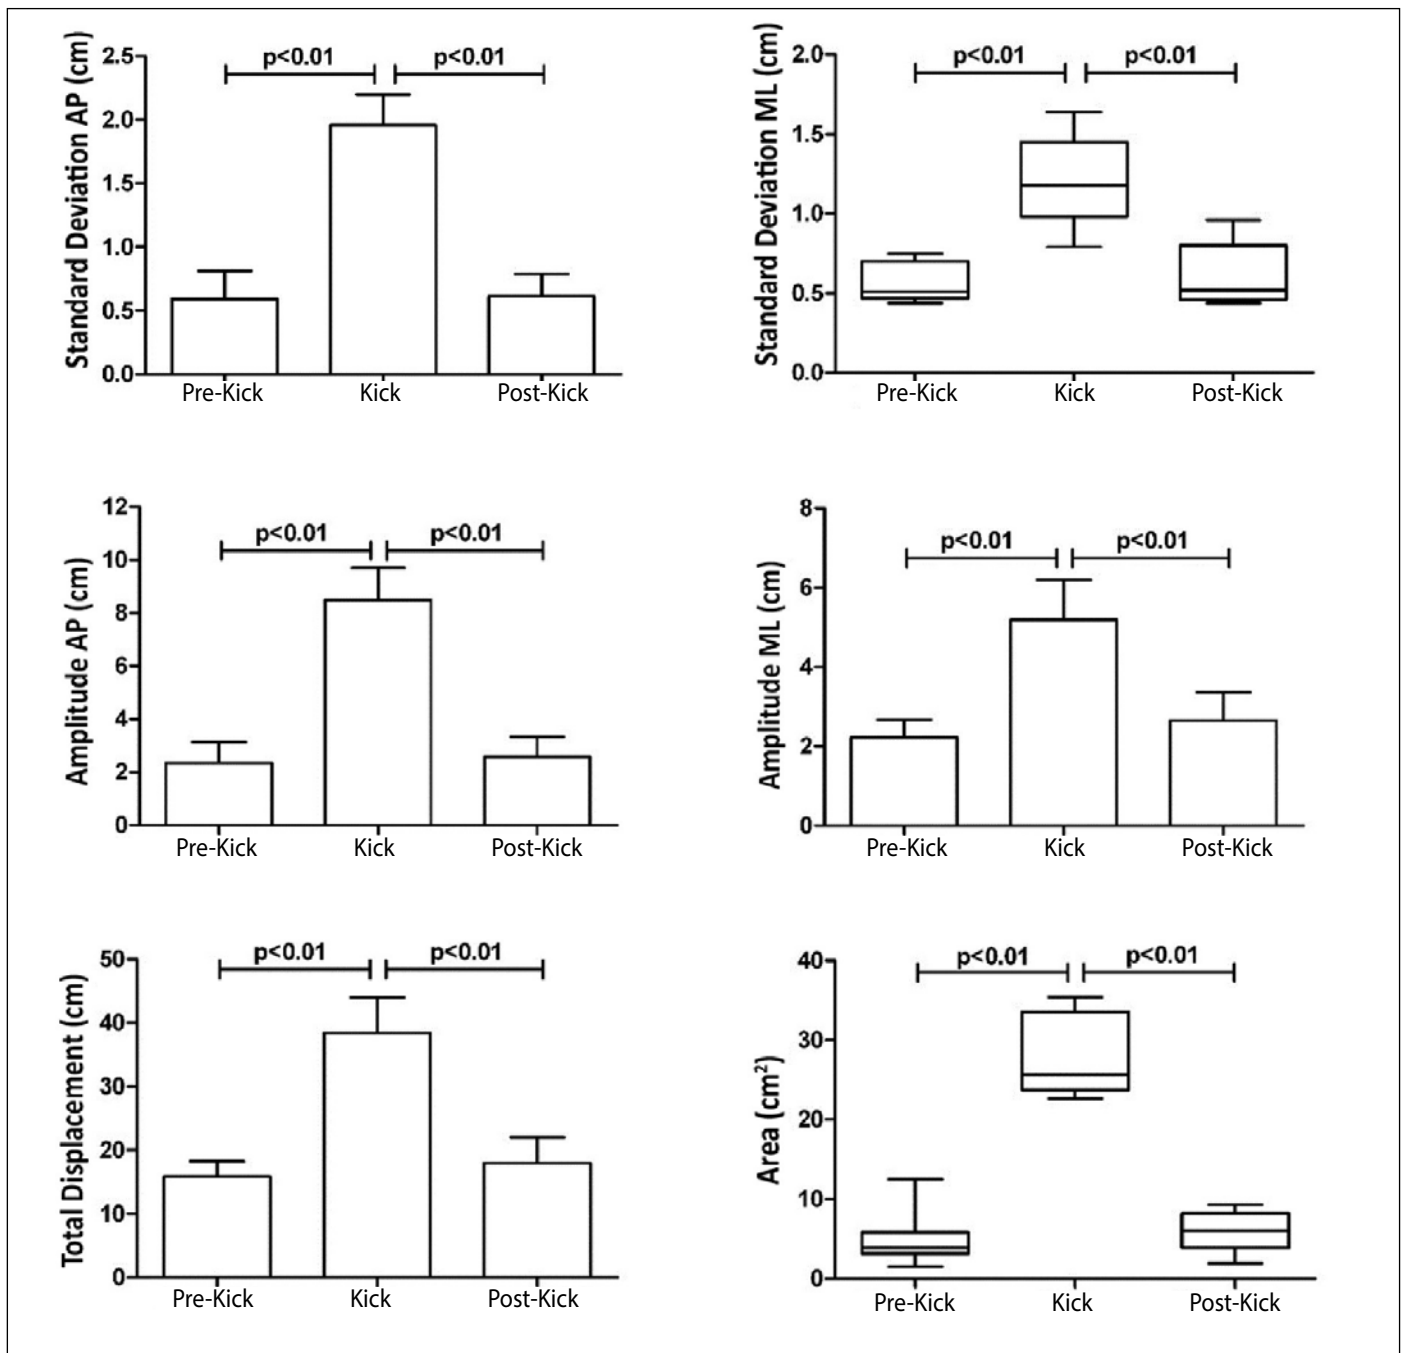 Standard Deviation AP (cm)
2.5
2.0
1.5
1.0
0.5
0.0
p<0.01 p<0.01
Pre-Kick Kick Post-Kick
Standard Deviation ML (cm)
2.0
1.5
1.0
0.5
0.0
p<0.01 p<0.01
Pre-Kick Kick Post-Kick
Amplitude AP (cm)
12
10
8
6
4
2
0
p<0.01 p<0.01
Pre-Kick Kick Post-Kick
Amplitude ML (cm)
8
6
4
2
0
p<0.01 p<0.01
Pre-Kick Kick Post-Kick
Total Displacement (cm)
50
40
30
20
10
0
p<0.01 p<0.01
Pre-Kick Kick Post-Kick
Area (cm²)
40
30
20
10
0
p<0.01 p<0.01
Pre-Kick Kick Post-Kick